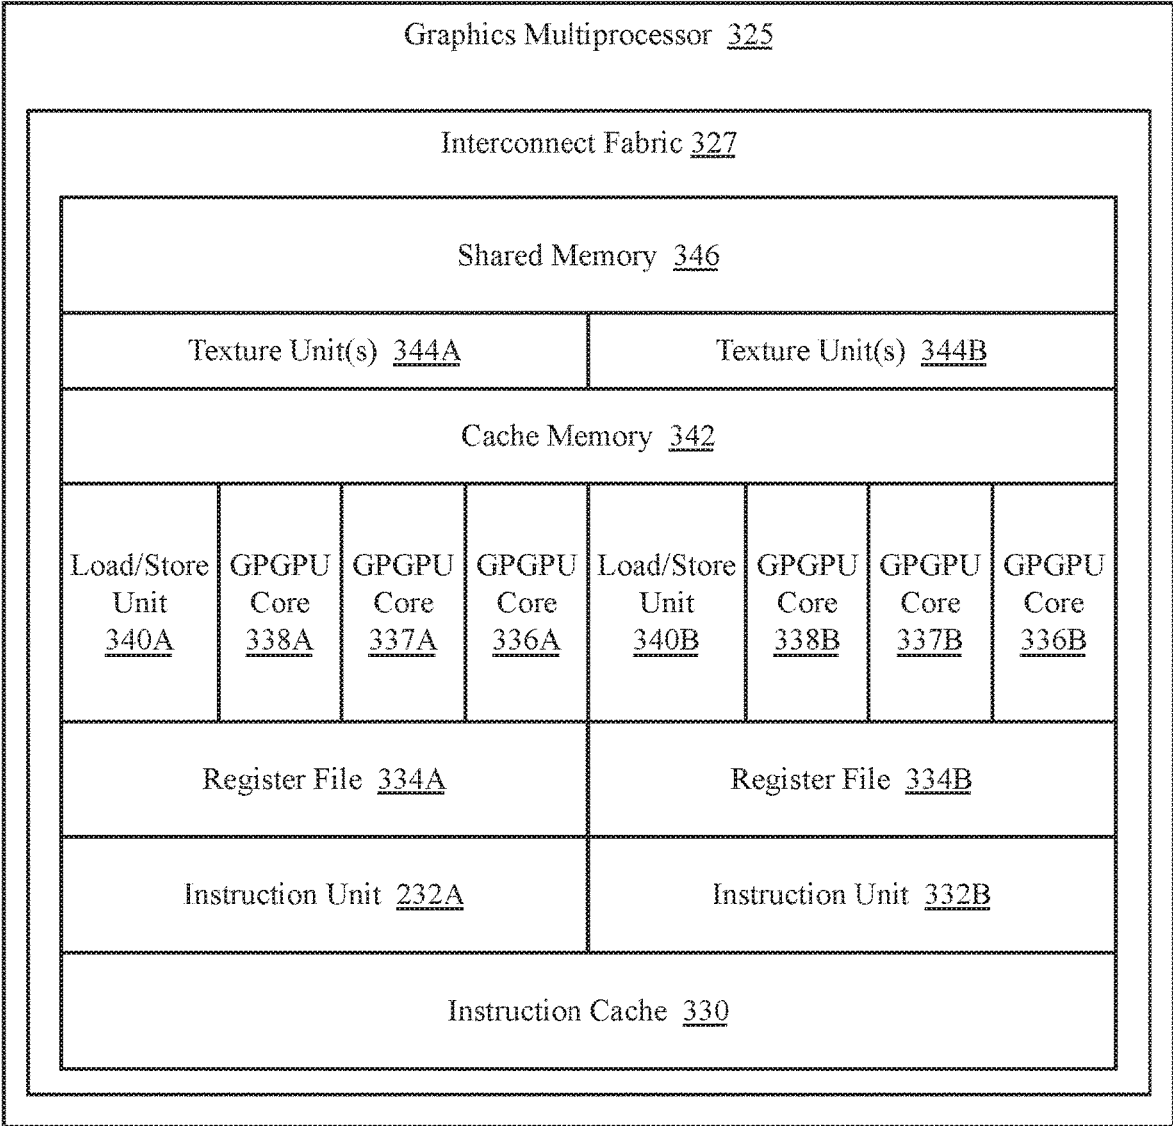 Graphics Multiprocessor 325
Interconnect Fabric 327
Shared Memory 346
Texture Unit(s) 344A
Texture Unit(s) 344B
Cache Memory 342
Load/Store
Unit
340A
GPGPU
Core
338A
GPGPU
Core
337A
GPGPU
Core
336A
Load/Store
Unit
340B
GPGPU
Core
338B
GPGPU
Core
337B
GPGPU
Core
336B
Register File 334A
Register File 334B
Instruction Unit 232A
Instruction Unit 332B
Instruction Cache 330